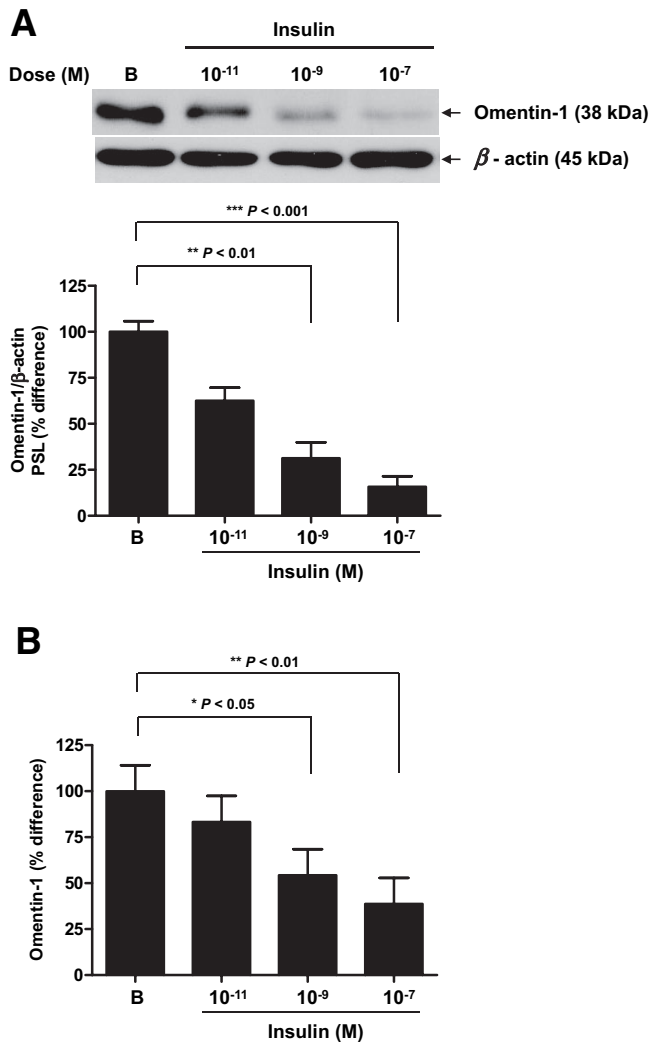 A
Insulin
Dose (M) B 10⁻¹¹ 10⁻⁹ 10⁻⁷
Omentin-1 (38 kDa)
β - actin (45 kDa)
*** P < 0.001
** P < 0.01
Omentin-1/β-actin
PSL (% difference)
125
100
75
50
25
0
B 10⁻¹¹ 10⁻⁹ 10⁻⁷
Insulin (M)
B
** P < 0.01
* P < 0.05
Omentin-1 (% difference)
125
100
75
50
25
0
B 10⁻¹¹ 10⁻⁹ 10⁻⁷
Insulin (M)